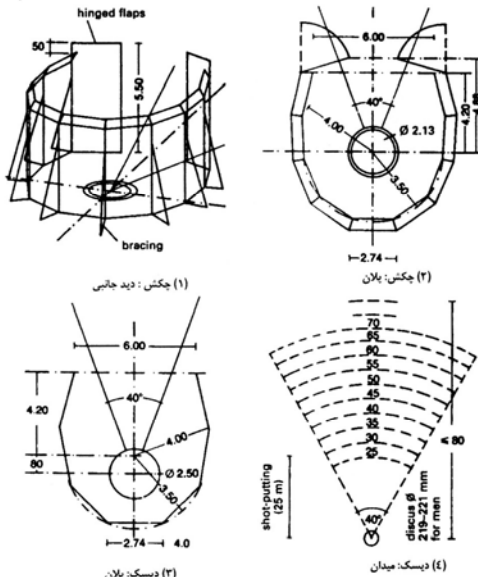 hinged flaps
50
5.50
bracing
(۱) چکش : دید جانبی
6.00
40°
4.00
Ø 2.13
3.50
4.20
2.74
(۲) چکش: پلان
6.00
40°
4.20
4.00
80
Ø 2.50
3.50
2.74
4.0
(۳) دیسک: پلان
70
65
60
55
50
45
40
35
30
25
≤ 80
shot-putting
(25 m)
40°
discus Ø
219–221 mm
for men
(٤) دیسک: میدان